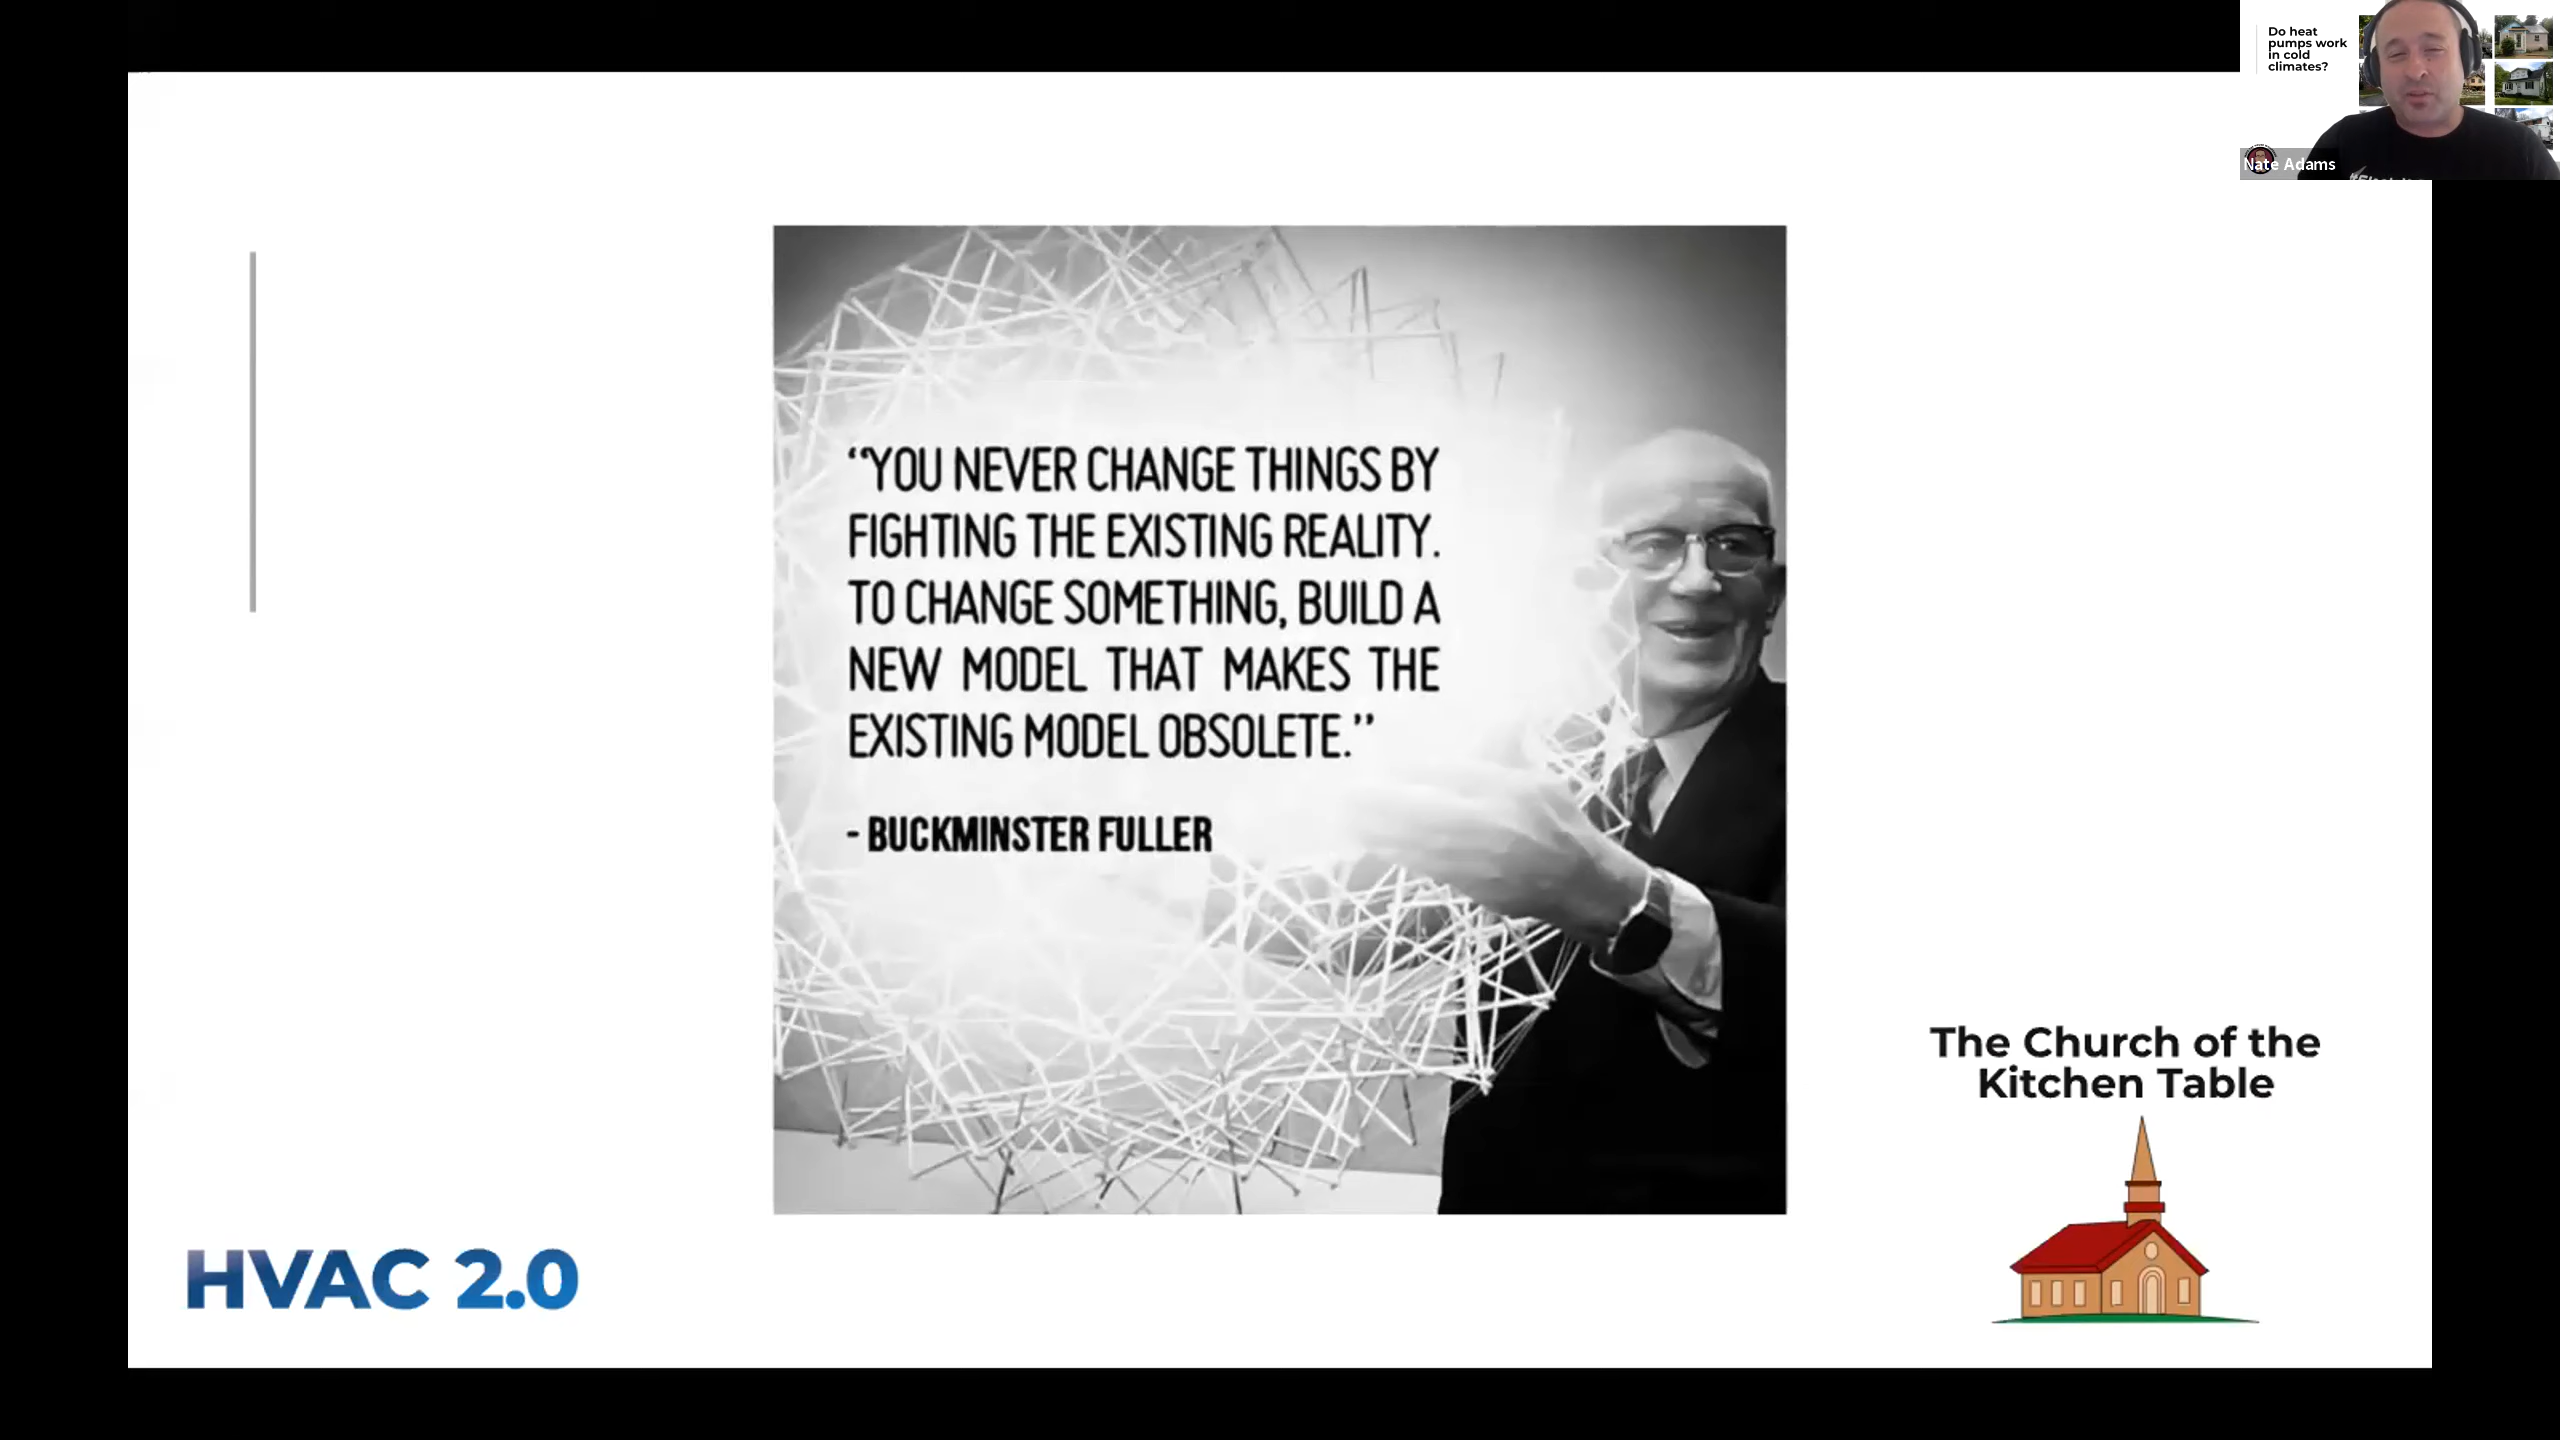 Do heat
pumps work
in cold
climates?
Nate Adams
“YOU NEVER CHANGE THINGS BY
FIGHTING THE EXISTING REALITY.
TO CHANGE SOMETHING, BUILD A
NEW MODEL THAT MAKES THE
EXISTING MODEL OBSOLETE.”
- BUCKMINSTER FULLER
The Church of the
Kitchen Table
HVAC 2.0